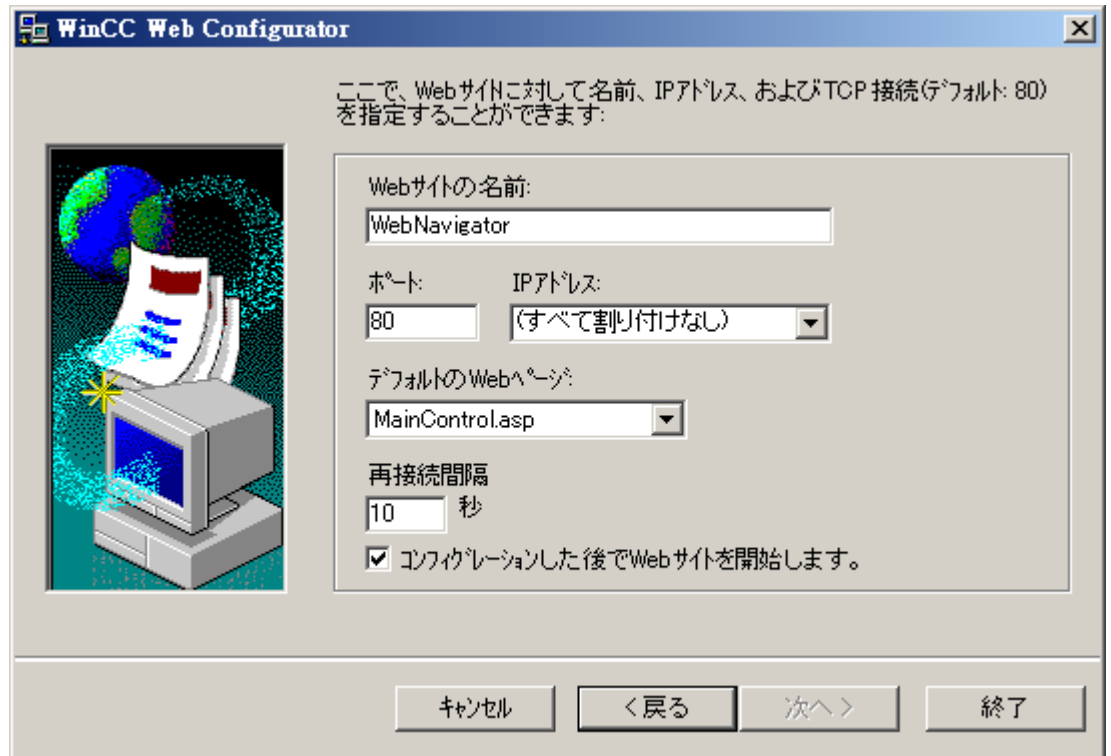 WinCC Web Configurator
ここで、Webｻｲﾄに対して名前、IPｱﾄﾞﾚｽ、およびTCP 接続(ﾃﾞﾌｫﾙﾄ: 80)
を指定することができます:
Webｻｲﾄの名前:
WebNavigator
ﾎﾟｰﾄ: IPｱﾄﾞﾚｽ:
80 (すべて割り付けなし)
ﾃﾞﾌｫﾙﾄのWebﾍﾟｰｼﾞ:
MainControl.asp
再接続間隔
10 秒
ｺﾝﾌｨｸﾞﾚｰｼｮﾝした後でWebｻｲﾄを開始します。
ｷｬﾝｾﾙ <戻る 次へ > 終了